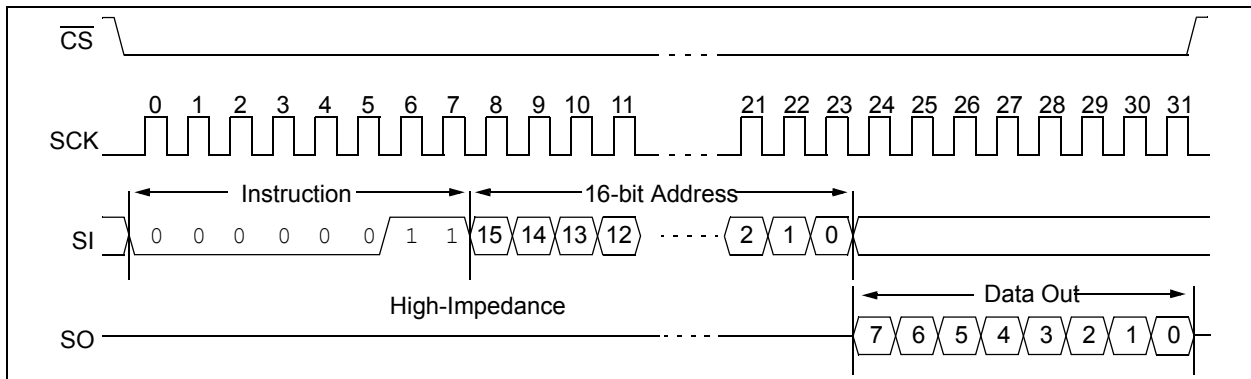 CS
0 1 2 3 4 5 6 7 8 9 10 11 21 22 23 24 25 26 27 28 29 30 31
SCK
Instruction 16-bit Address
SI 0 0 0 0 0 0 1 1 15 14 13 12 2 1 0
High-Impedance Data Out
SO 7 6 5 4 3 2 1 0